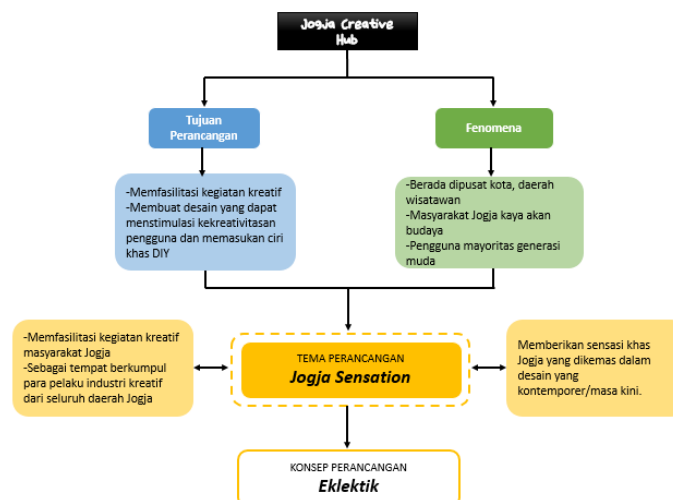 Jogja Creative
Hub
Tujuan
Perancangan
Fenomena
-Memfasilitasi kegiatan kreatif
-Membuat desain yang dapat
menstimulasi kekreativitasan
pengguna dan memasukan ciri
khas DIY
-Berada dipusat kota, daerah
wisatawan
-Masyarakat Jogja kaya akan
budaya
-Pengguna mayoritas generasi
muda
-Memfasilitasi kegiatan kreatif
masyarakat Jogja
-Sebagai tempat berkumpul
para pelaku industri kreatif
dari seluruh daerah Jogja
TEMA PERANCANGAN
Jogja Sensation
Memberikan sensasi khas
Jogja yang dikemas dalam
desain yang
kontemporer/masa kini.
KONSEP PERANCANGAN
Eklektik